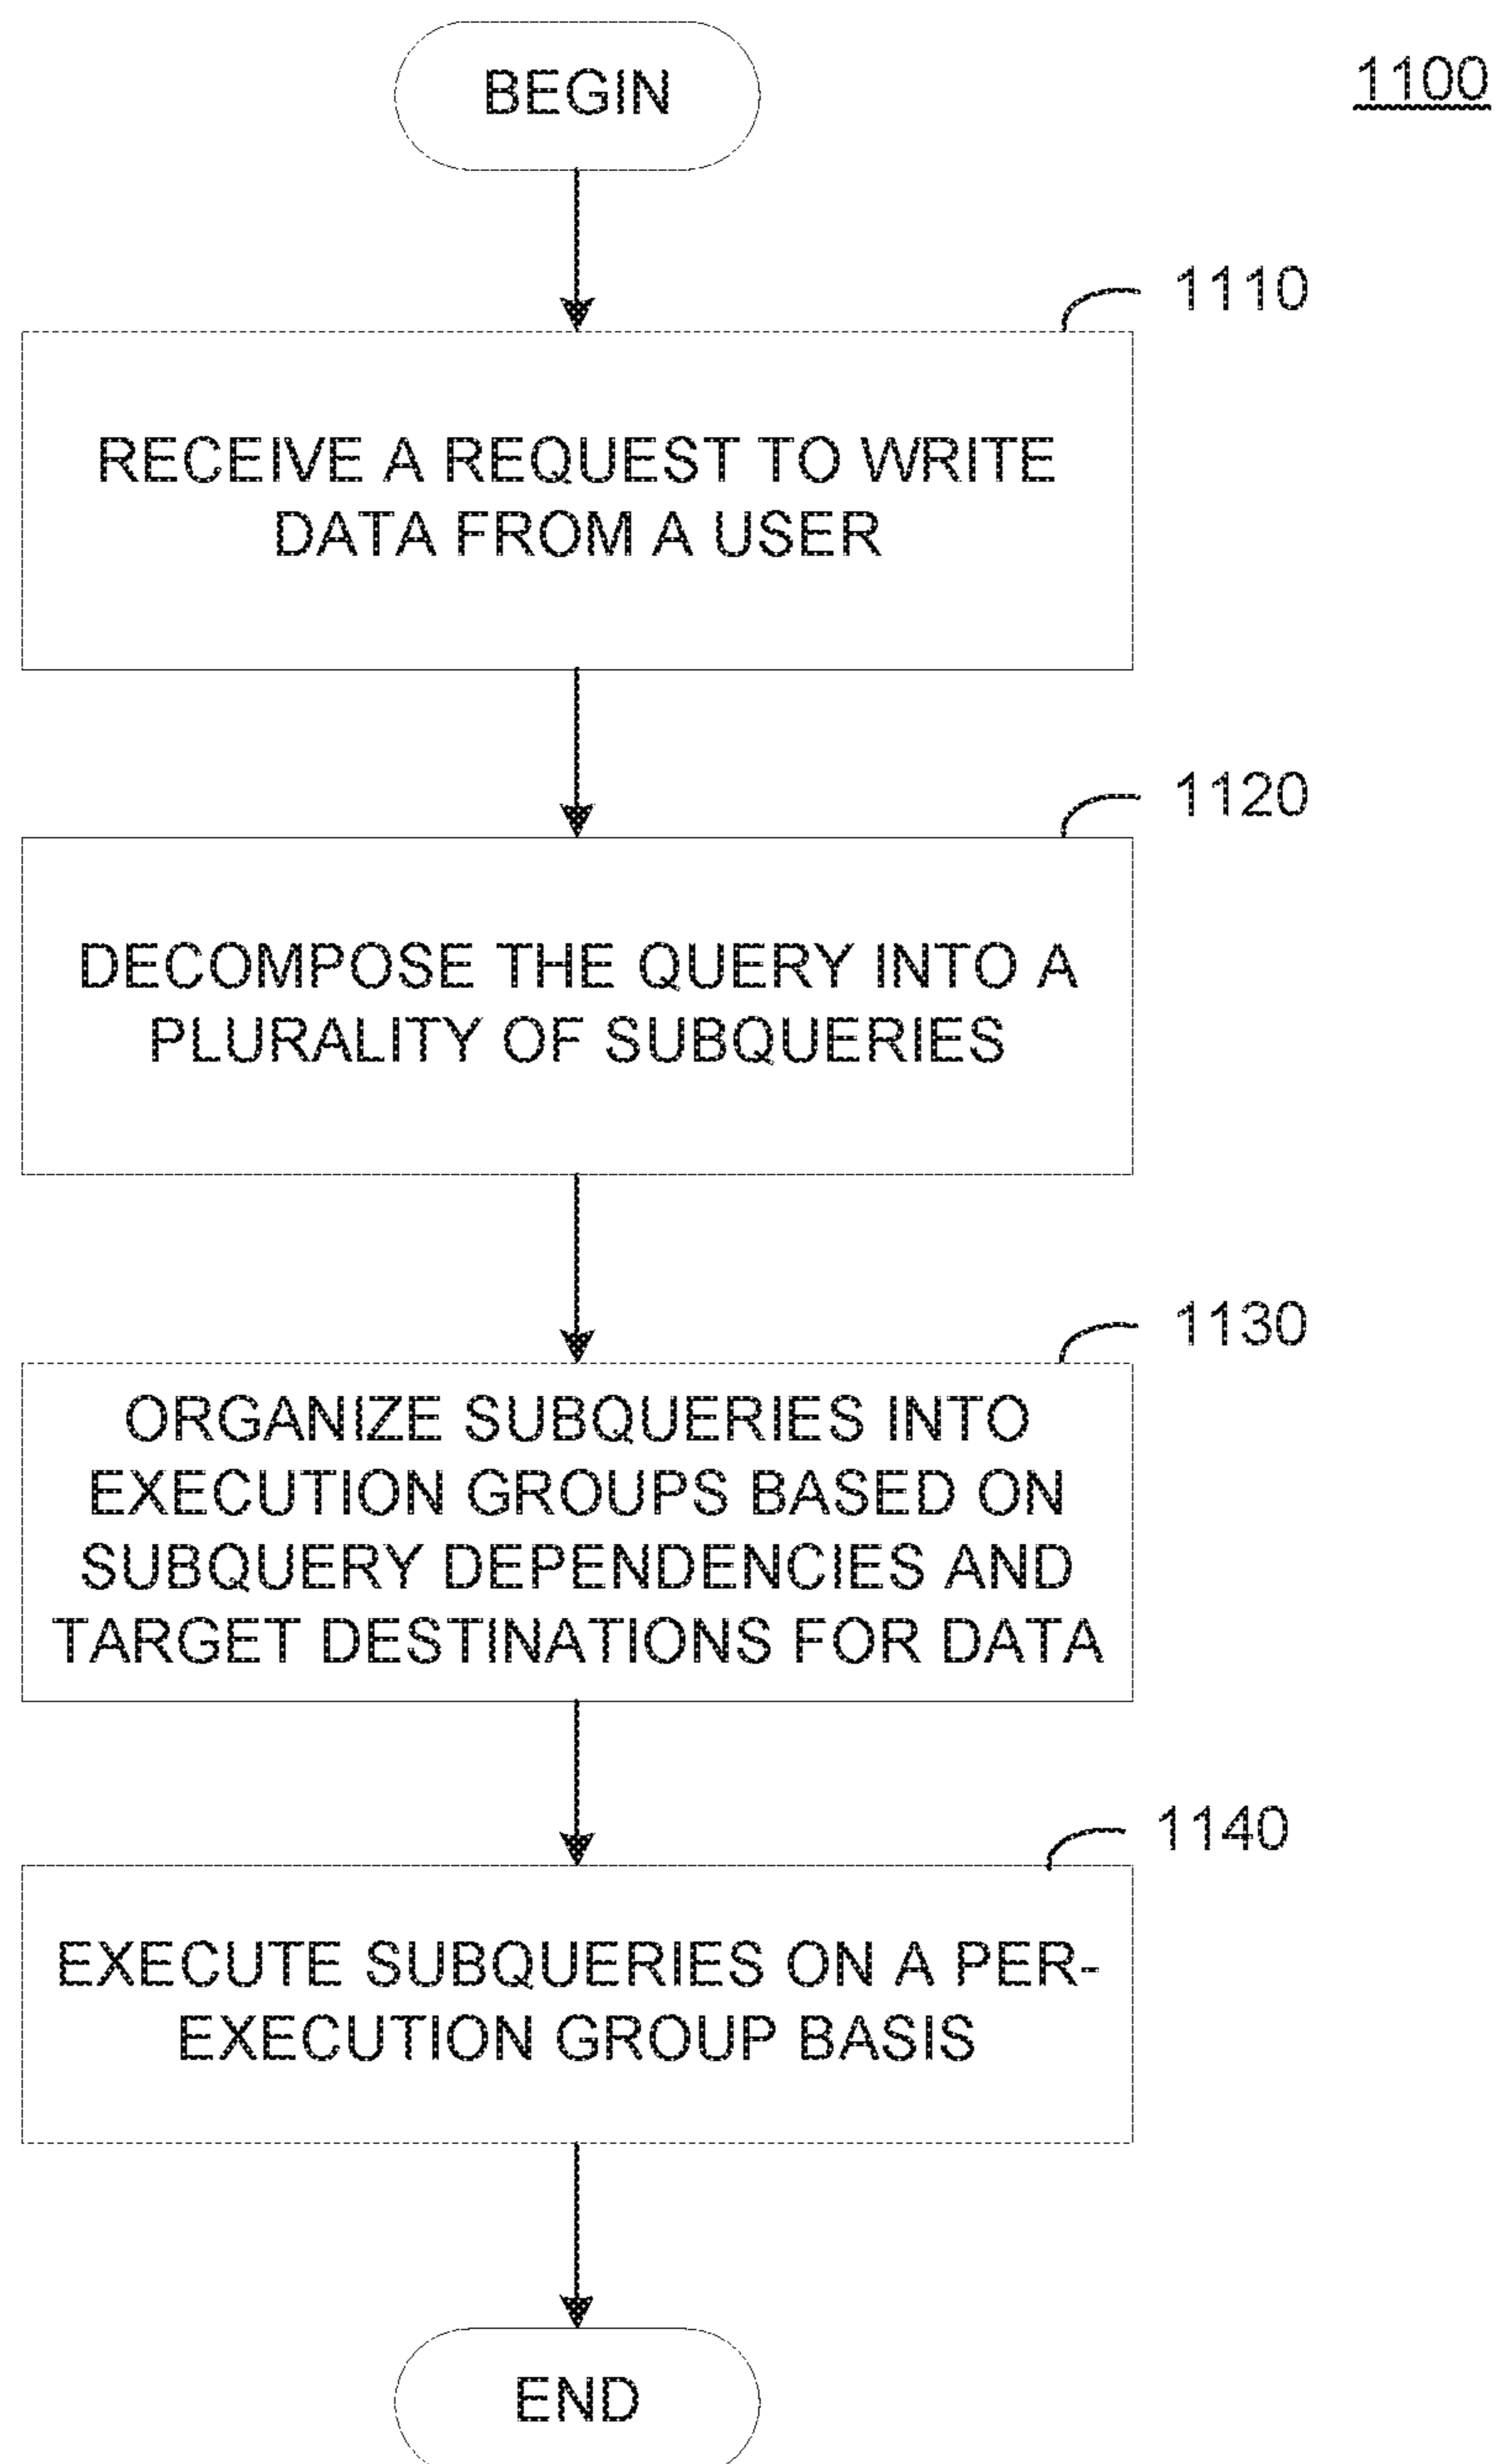 BEGIN
1100
1110
RECEIVE A REQUEST TO WRITE
DATA FROM A USER
1120
DECOMPOSE THE QUERY INTO A
PLURALITY OF SUBQUERIES
1130
ORGANIZE SUBQUERIES INTO
EXECUTION GROUPS BASED ON
SUBQUERY DEPENDENCIES AND
TARGET DESTINATIONS FOR DATA
1140
EXECUTE SUBQUERIES ON A PER-
EXECUTION GROUP BASIS
END